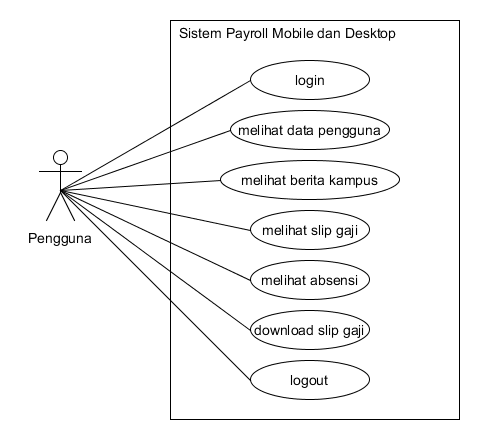 Sistem Payroll Mobile dan Desktop
login
melihat data pengguna
melihat berita kampus
melihat slip gaji
Pengguna
melihat absensi
download slip gaji
logout